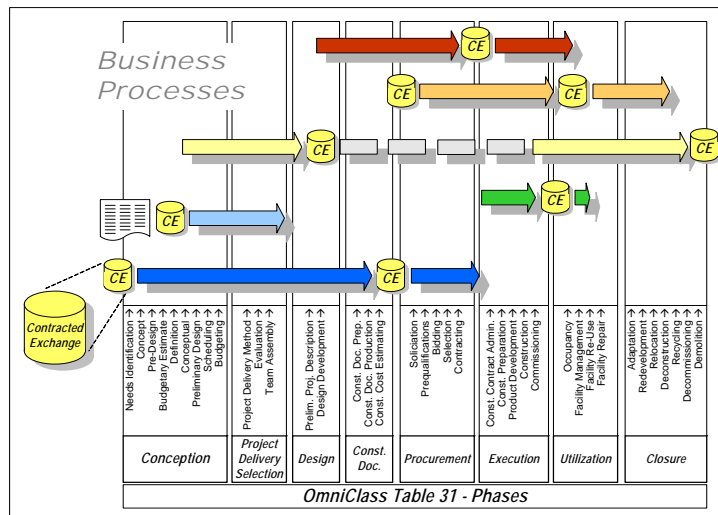 Business
Processes
CE
CE
CE
CE
CE
CE
CE
CE
CE
CE
Contracted
Exchange
Needs Identification →
Concept →
Pre-Design →
Budgetary Estimate →
Definition →
Conceptual →
Preliminary Design →
Scheduling →
Budgeting →
Project Delivery Method →
Evaluation →
Team Assembly →
Prelim. Proj. Description →
Design Development →
Const. Doc. Prep. →
Const. Doc. Production →
Const. Cost Estimating →
Soliciation →
Prequalifications →
Bidding →
Selection →
Contracting →
Const. Contract Admin. →
Const. Preparation →
Product Development →
Construction →
Commissioning →
Occupancy →
Facility Management →
Facility Re-Use →
Facility Repair →
Adaptation →
Redevelopment →
Relocation →
Deconstruction →
Recycling →
Decommissioning →
Demolition →
Conception
Project
Delivery
Selection
Design
Const.
Doc.
Procurement
Execution
Utilization
Closure
OmniClass Table 31 - Phases